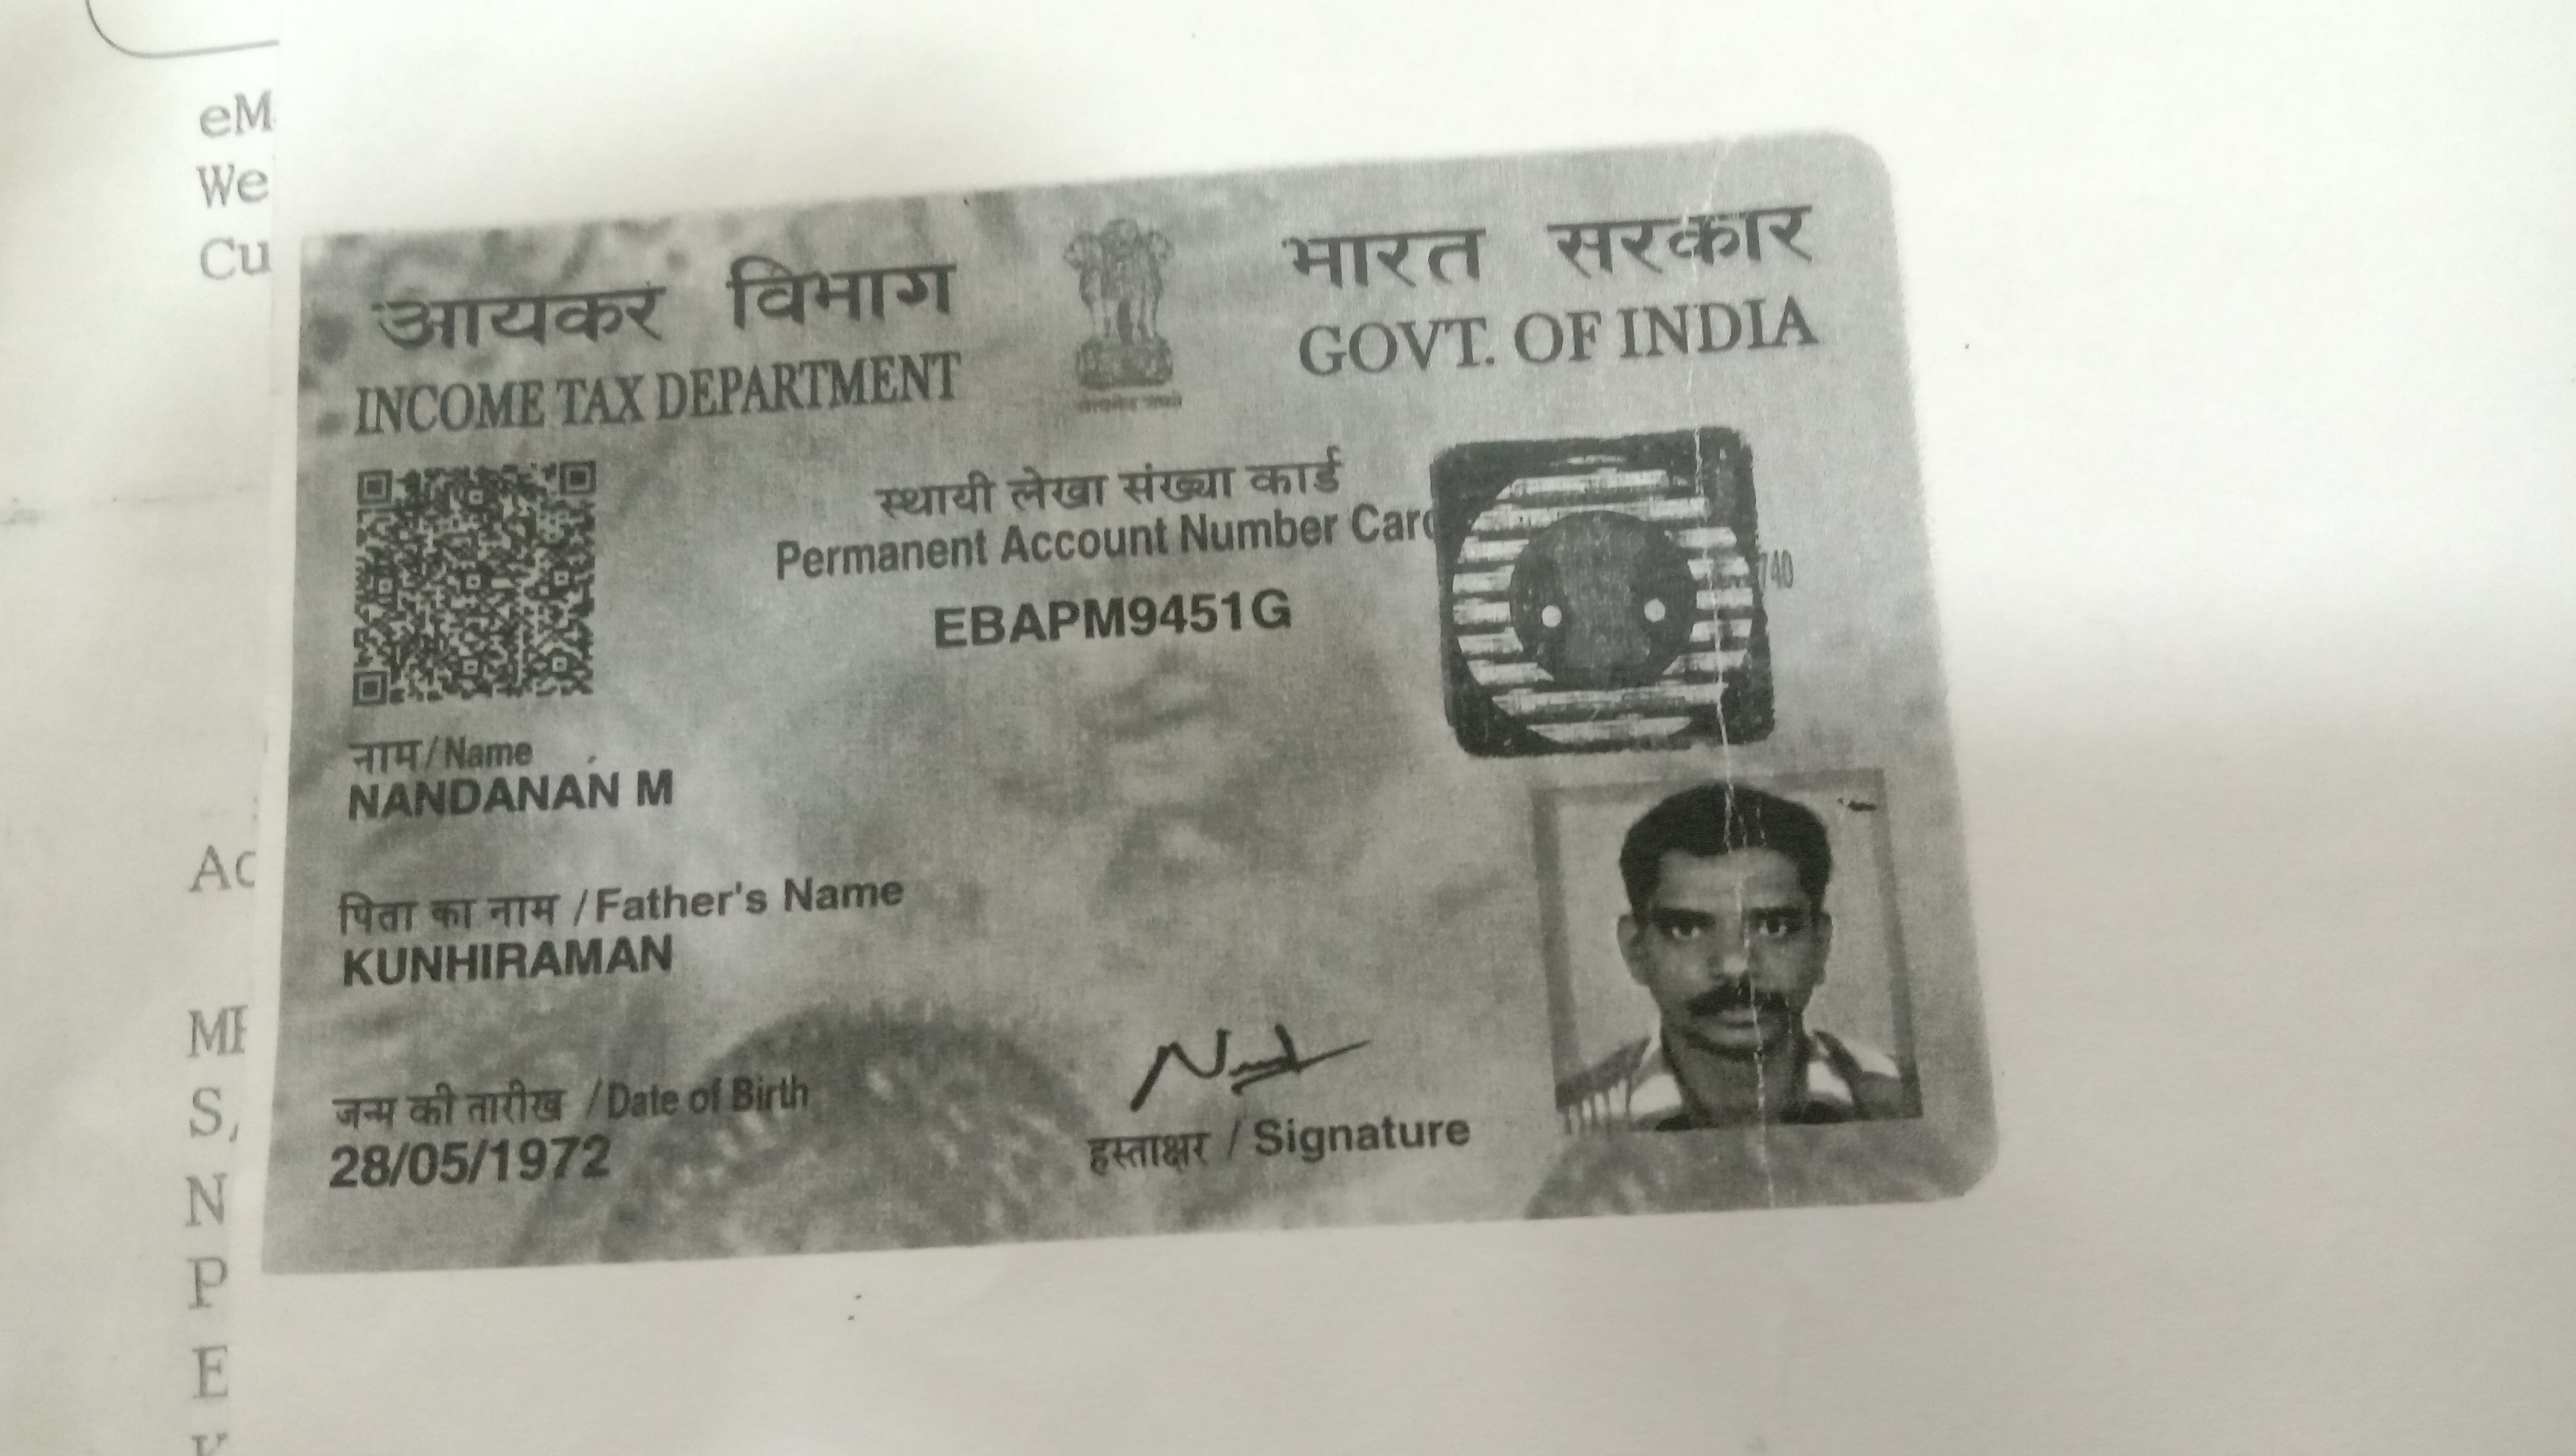 eM
We
Cu
आयकर विभाग
INCOME TAX DEPARTMENT
भारत सरकार
GOVT. OF INDIA
स्थायी लेखा संख्या कार्ड
Permanent Account Number Card
EBAPM9451G
740
नाम/Name
NANDANAN M
पिता का नाम /Father's Name
KUNHIRAMAN
जन्म की तारीख /Date of Birth
28/05/1972
हस्ताक्षर / Signature
Ac
S,
N
P
E